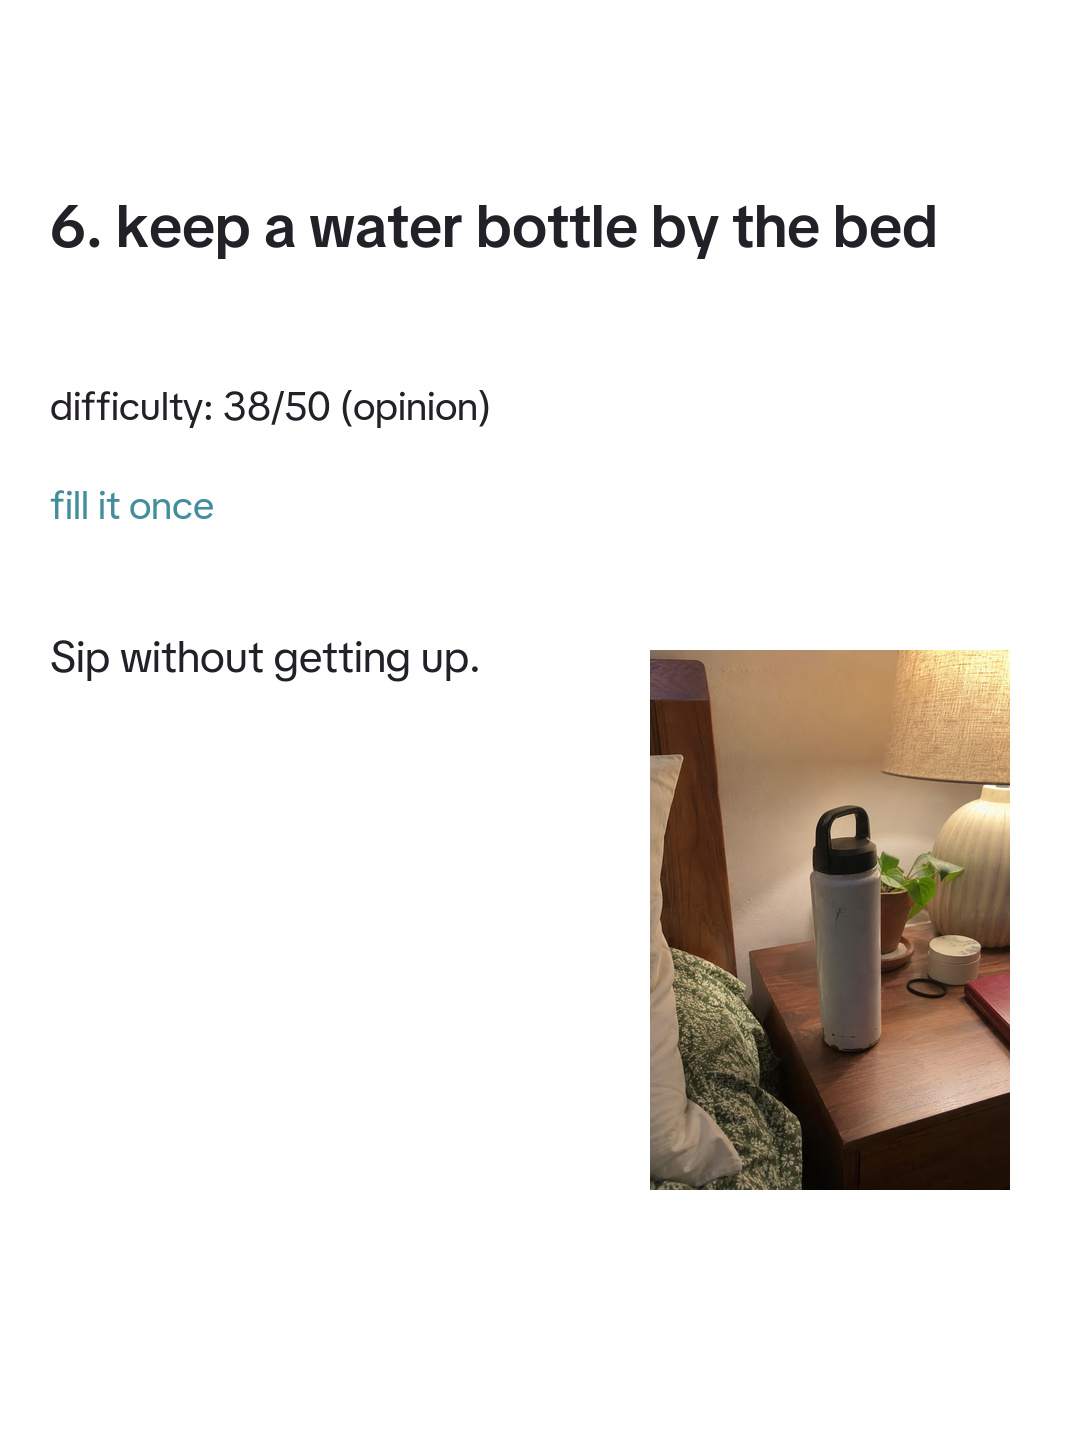 6. keep a water bottle by the bed
difficulty: 38/50 (opinion)
fill it once
Sip without getting up.